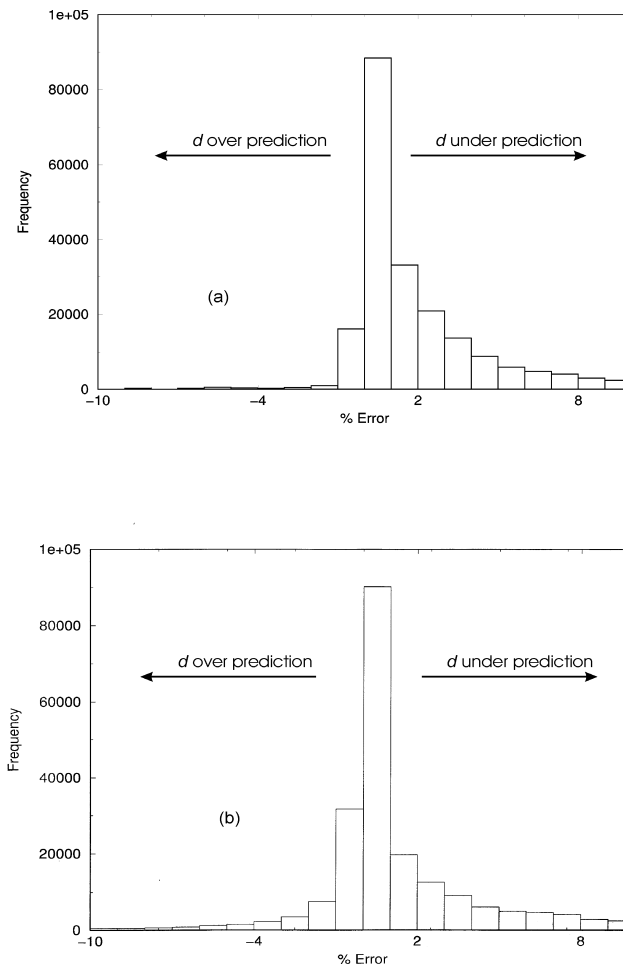 1e+05
80000
60000
40000
20000
0
Frequency
d over prediction
d under prediction
(a)
−10
−4
2
8
% Error
1e+05
80000
60000
40000
20000
0
Frequency
d over prediction
d under prediction
(b)
−10
−4
2
8
% Error